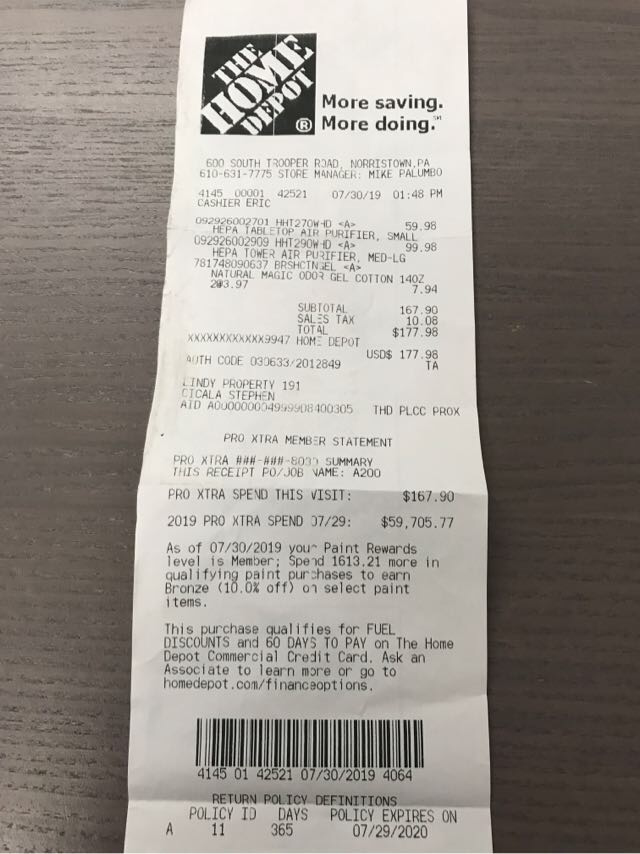 THE
HOME
DEPOT
®
More saving.
More doing.℠
600 SOUTH TROOPER ROAD, NORRISTOWN,PA
610-631-7775 STORE MANAGER: MIKE PALUMBO
4145 00001 42521 07/30/19 01:48 PM
CASHIER ERIC
092926002701 HHT270WHD <A> 59.98
HEPA TABLETOP AIR PURIFIER, SMALL
092926002909 HHT290WHD <A> 99.98
HEPA TOWER AIR PURIFIER, MED-LG
781748090637 BRSHCTNGEL <A>
NATURAL MAGIC ODOR GEL COTTON 14OZ
2@3.97 7.94
SUBTOTAL 167.90
SALES TAX 10.08
TOTAL $177.98
XXXXXXXXXXXX9947 HOME DEPOT
USD$ 177.98
AUTH CODE 030633/2012849 TA
LINDY PROPERTY 191
CICALA STEPHEN
AID A0000000049999D8400305 THD PLCC PROX
PRO XTRA MEMBER STATEMENT
PRO XTRA ###-###-8030 SUMMARY
THIS RECEIPT PO/JOB NAME: A200
PRO XTRA SPEND THIS VISIT: $167.90
2019 PRO XTRA SPEND 07/29: $59,705.77
As of 07/30/2019 your Paint Rewards
level is Member; Spend 1613.21 more in
qualifying paint purchases to earn
Bronze (10.0% off) on select paint
items.
This purchase qualifies for FUEL
DISCOUNTS and 60 DAYS TO PAY on The Home
Depot Commercial Credit Card. Ask an
Associate to learn more or go to
homedepot.com/financeoptions.
4145 01 42521 07/30/2019 4064
RETURN POLICY DEFINITIONS
POLICY ID DAYS POLICY EXPIRES ON
A 11 365 07/29/2020